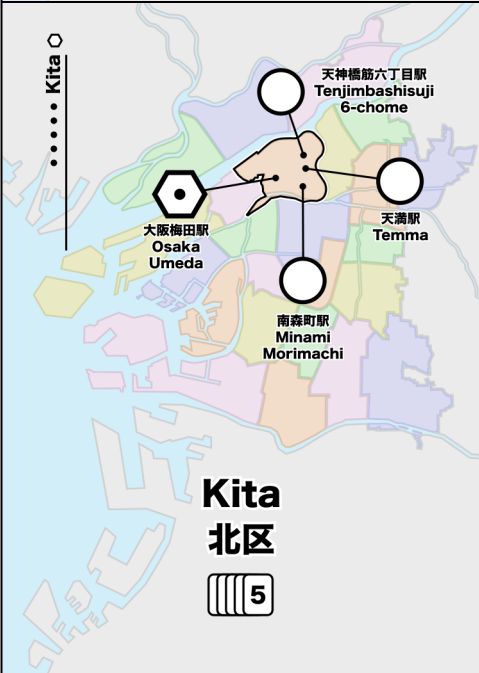 Kita
天神橋筋六丁目駅
Tenjimbashisuji
6-chome
天満駅
Temma
大阪梅田駅
Osaka
Umeda
南森町駅
Minami
Morimachi
Kita
北区
5